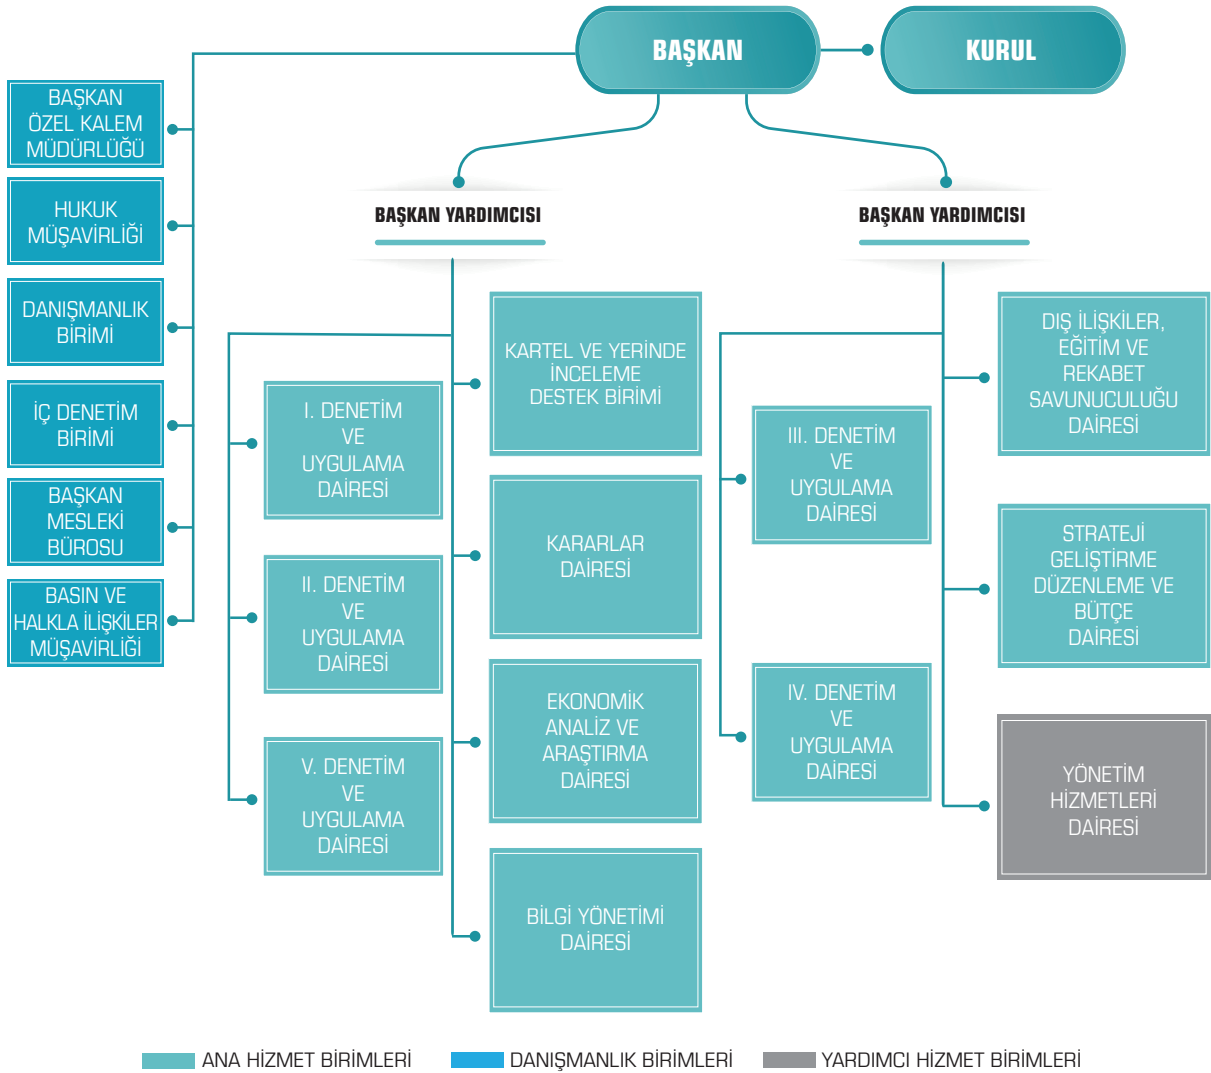 BAŞKAN
KURUL
BAŞKAN
ÖZEL KALEM
MÜDÜRLÜĞÜ
HUKUK
MÜŞAVİRLİĞİ
DANIŞMANLIK
BİRİMİ
İÇ DENETİM
BİRİMİ
BAŞKAN
MESLEKİ
BÜROSU
BASIN VE
HALKLA İLİŞKİLER
MÜŞAVİRLİĞİ
BAŞKAN YARDIMCISI
I. DENETİM
VE
UYGULAMA
DAİRESİ
II. DENETİM
VE
UYGULAMA
DAİRESİ
V. DENETİM
VE
UYGULAMA
DAİRESİ
KARTEL VE YERİNDE
İNCELEME
DESTEK BİRİMİ
KARARLAR
DAİRESİ
EKONOMİK
ANALİZ VE
ARAŞTIRMA
DAİRESİ
BİLGİ YÖNETİMİ
DAİRESİ
BAŞKAN YARDIMCISI
III. DENETİM
VE
UYGULAMA
DAİRESİ
IV. DENETİM
VE
UYGULAMA
DAİRESİ
DIŞ İLİŞKİLER,
EĞİTİM VE
REKABET
SAVUNUCULUĞU
DAİRESİ
STRATEJİ
GELİŞTİRME
DÜZENLEME VE
BÜTÇE
DAİRESİ
YÖNETİM
HİZMETLERİ
DAİRESİ
ANA HİZMET BİRİMLERİ
DANIŞMANLIK BİRİMLERİ
YARDIMCI HİZMET BİRİMLERİ